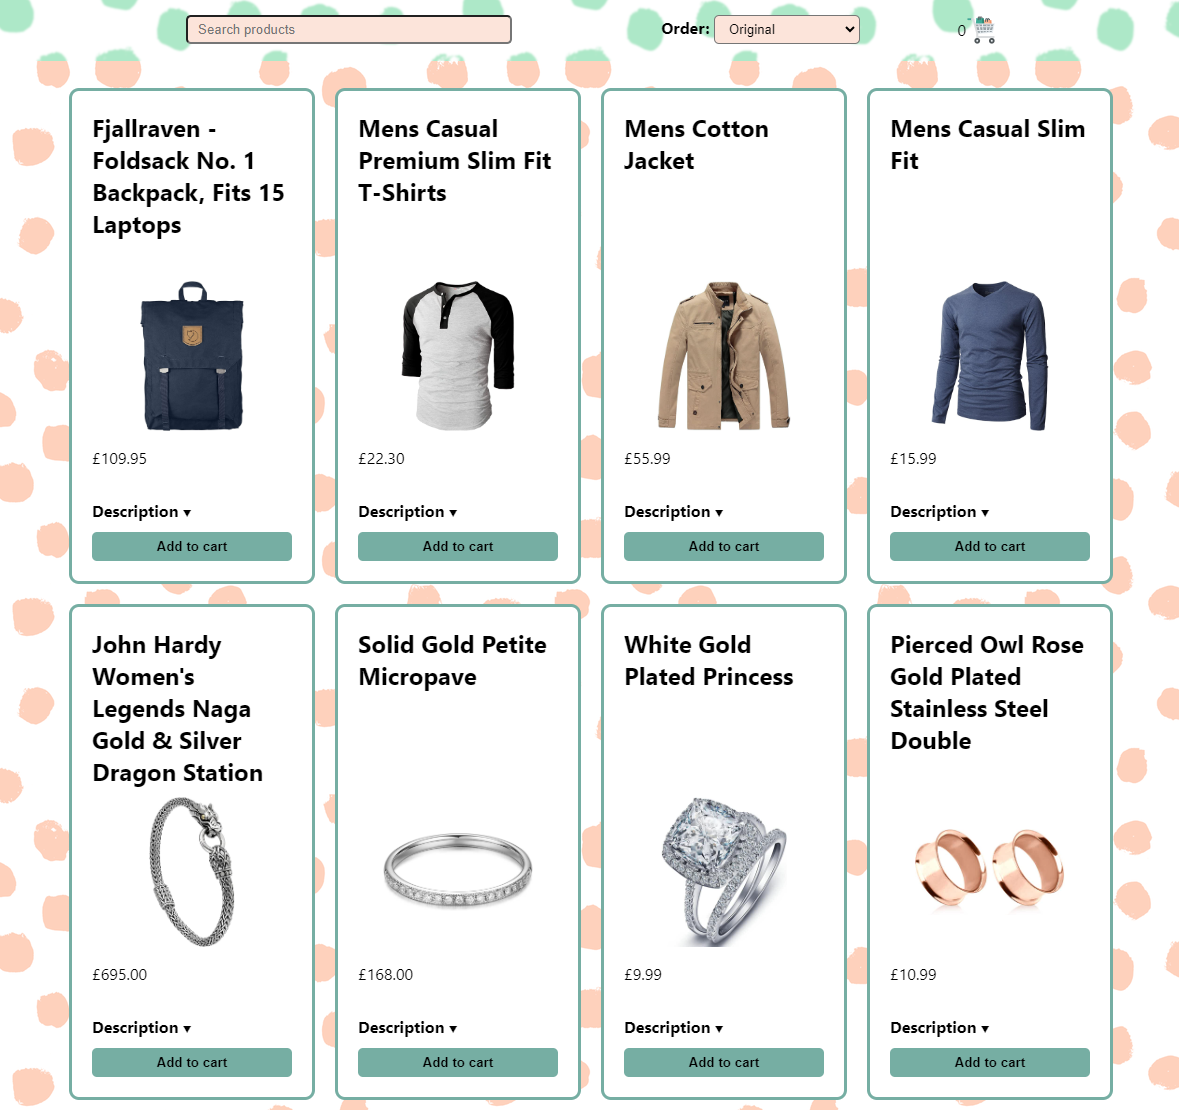 Search products
Order: Original
0
Fjallraven -
Foldsack No. 1
Backpack, Fits 15
Laptops
£109.95
Description ▾
Add to cart
Mens Casual
Premium Slim Fit
T-Shirts
£22.30
Description ▾
Add to cart
Mens Cotton
Jacket
£55.99
Description ▾
Add to cart
Mens Casual Slim
Fit
£15.99
Description ▾
Add to cart
John Hardy
Women's
Legends Naga
Gold & Silver
Dragon Station
£695.00
Description ▾
Add to cart
Solid Gold Petite
Micropave
£168.00
Description ▾
Add to cart
White Gold
Plated Princess
£9.99
Description ▾
Add to cart
Pierced Owl Rose
Gold Plated
Stainless Steel
Double
£10.99
Description ▾
Add to cart